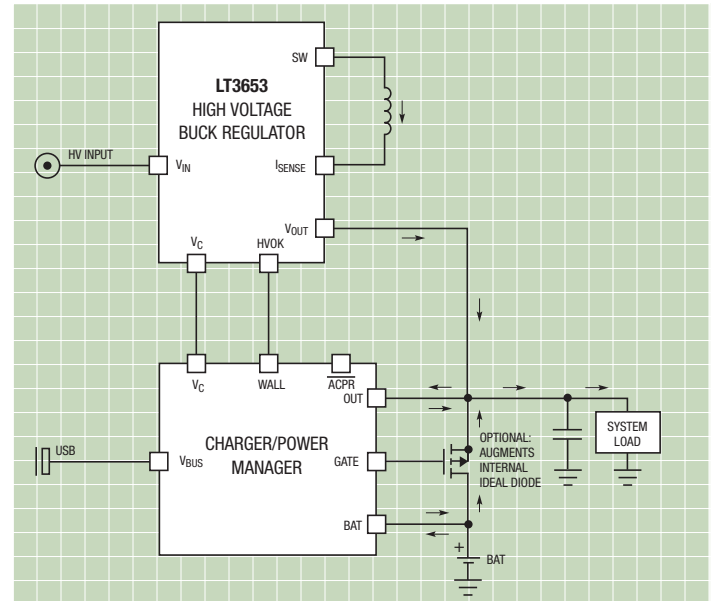 SW
LT3653
HIGH VOLTAGE
BUCK REGULATOR
HV INPUT
VIN
ISENSE
VOUT
VC
HVOK
VC
WALL
ACPR
OUT
CHARGER/POWER
MANAGER
USB
VBUS
GATE
OPTIONAL:
AUGMENTS
INTERNAL
IDEAL DIODE
SYSTEM
LOAD
BAT
+
BAT